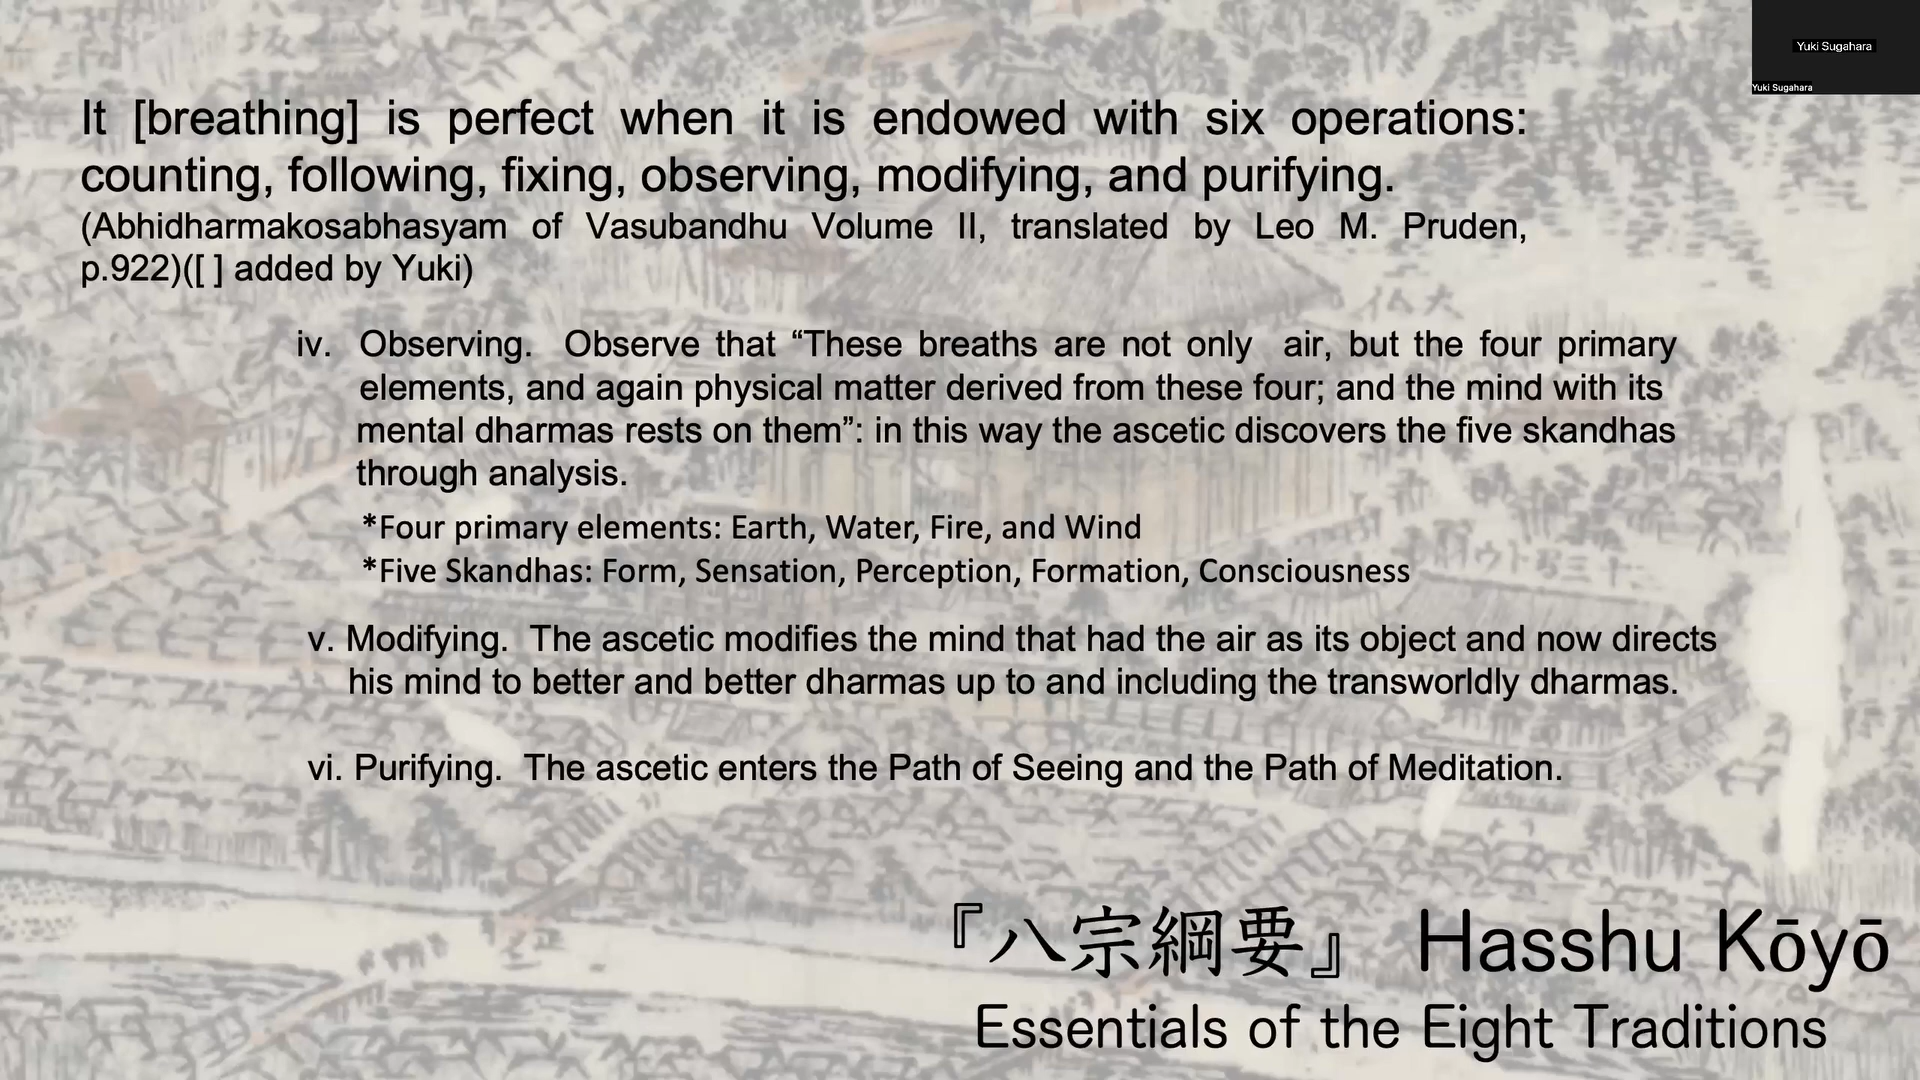 Yuki Sugahara
Yuki Sugahara
It [breathing] is perfect when it is endowed with six operations:
counting, following, fixing, observing, modifying, and purifying.
(Abhidharmakosabhasyam of Vasubandhu Volume II, translated by Leo M. Pruden,
p.922)([ ] added by Yuki)
iv. Observing. Observe that “These breaths are not only air, but the four primary
elements, and again physical matter derived from these four; and the mind with its
mental dharmas rests on them”: in this way the ascetic discovers the five skandhas
through analysis.
*Four primary elements: Earth, Water, Fire, and Wind
*Five Skandhas: Form, Sensation, Perception, Formation, Consciousness
v. Modifying. The ascetic modifies the mind that had the air as its object and now directs
his mind to better and better dharmas up to and including the transworldly dharmas.
vi. Purifying. The ascetic enters the Path of Seeing and the Path of Meditation.
『八宗綱要』 Hasshu Kōyō
Essentials of the Eight Traditions